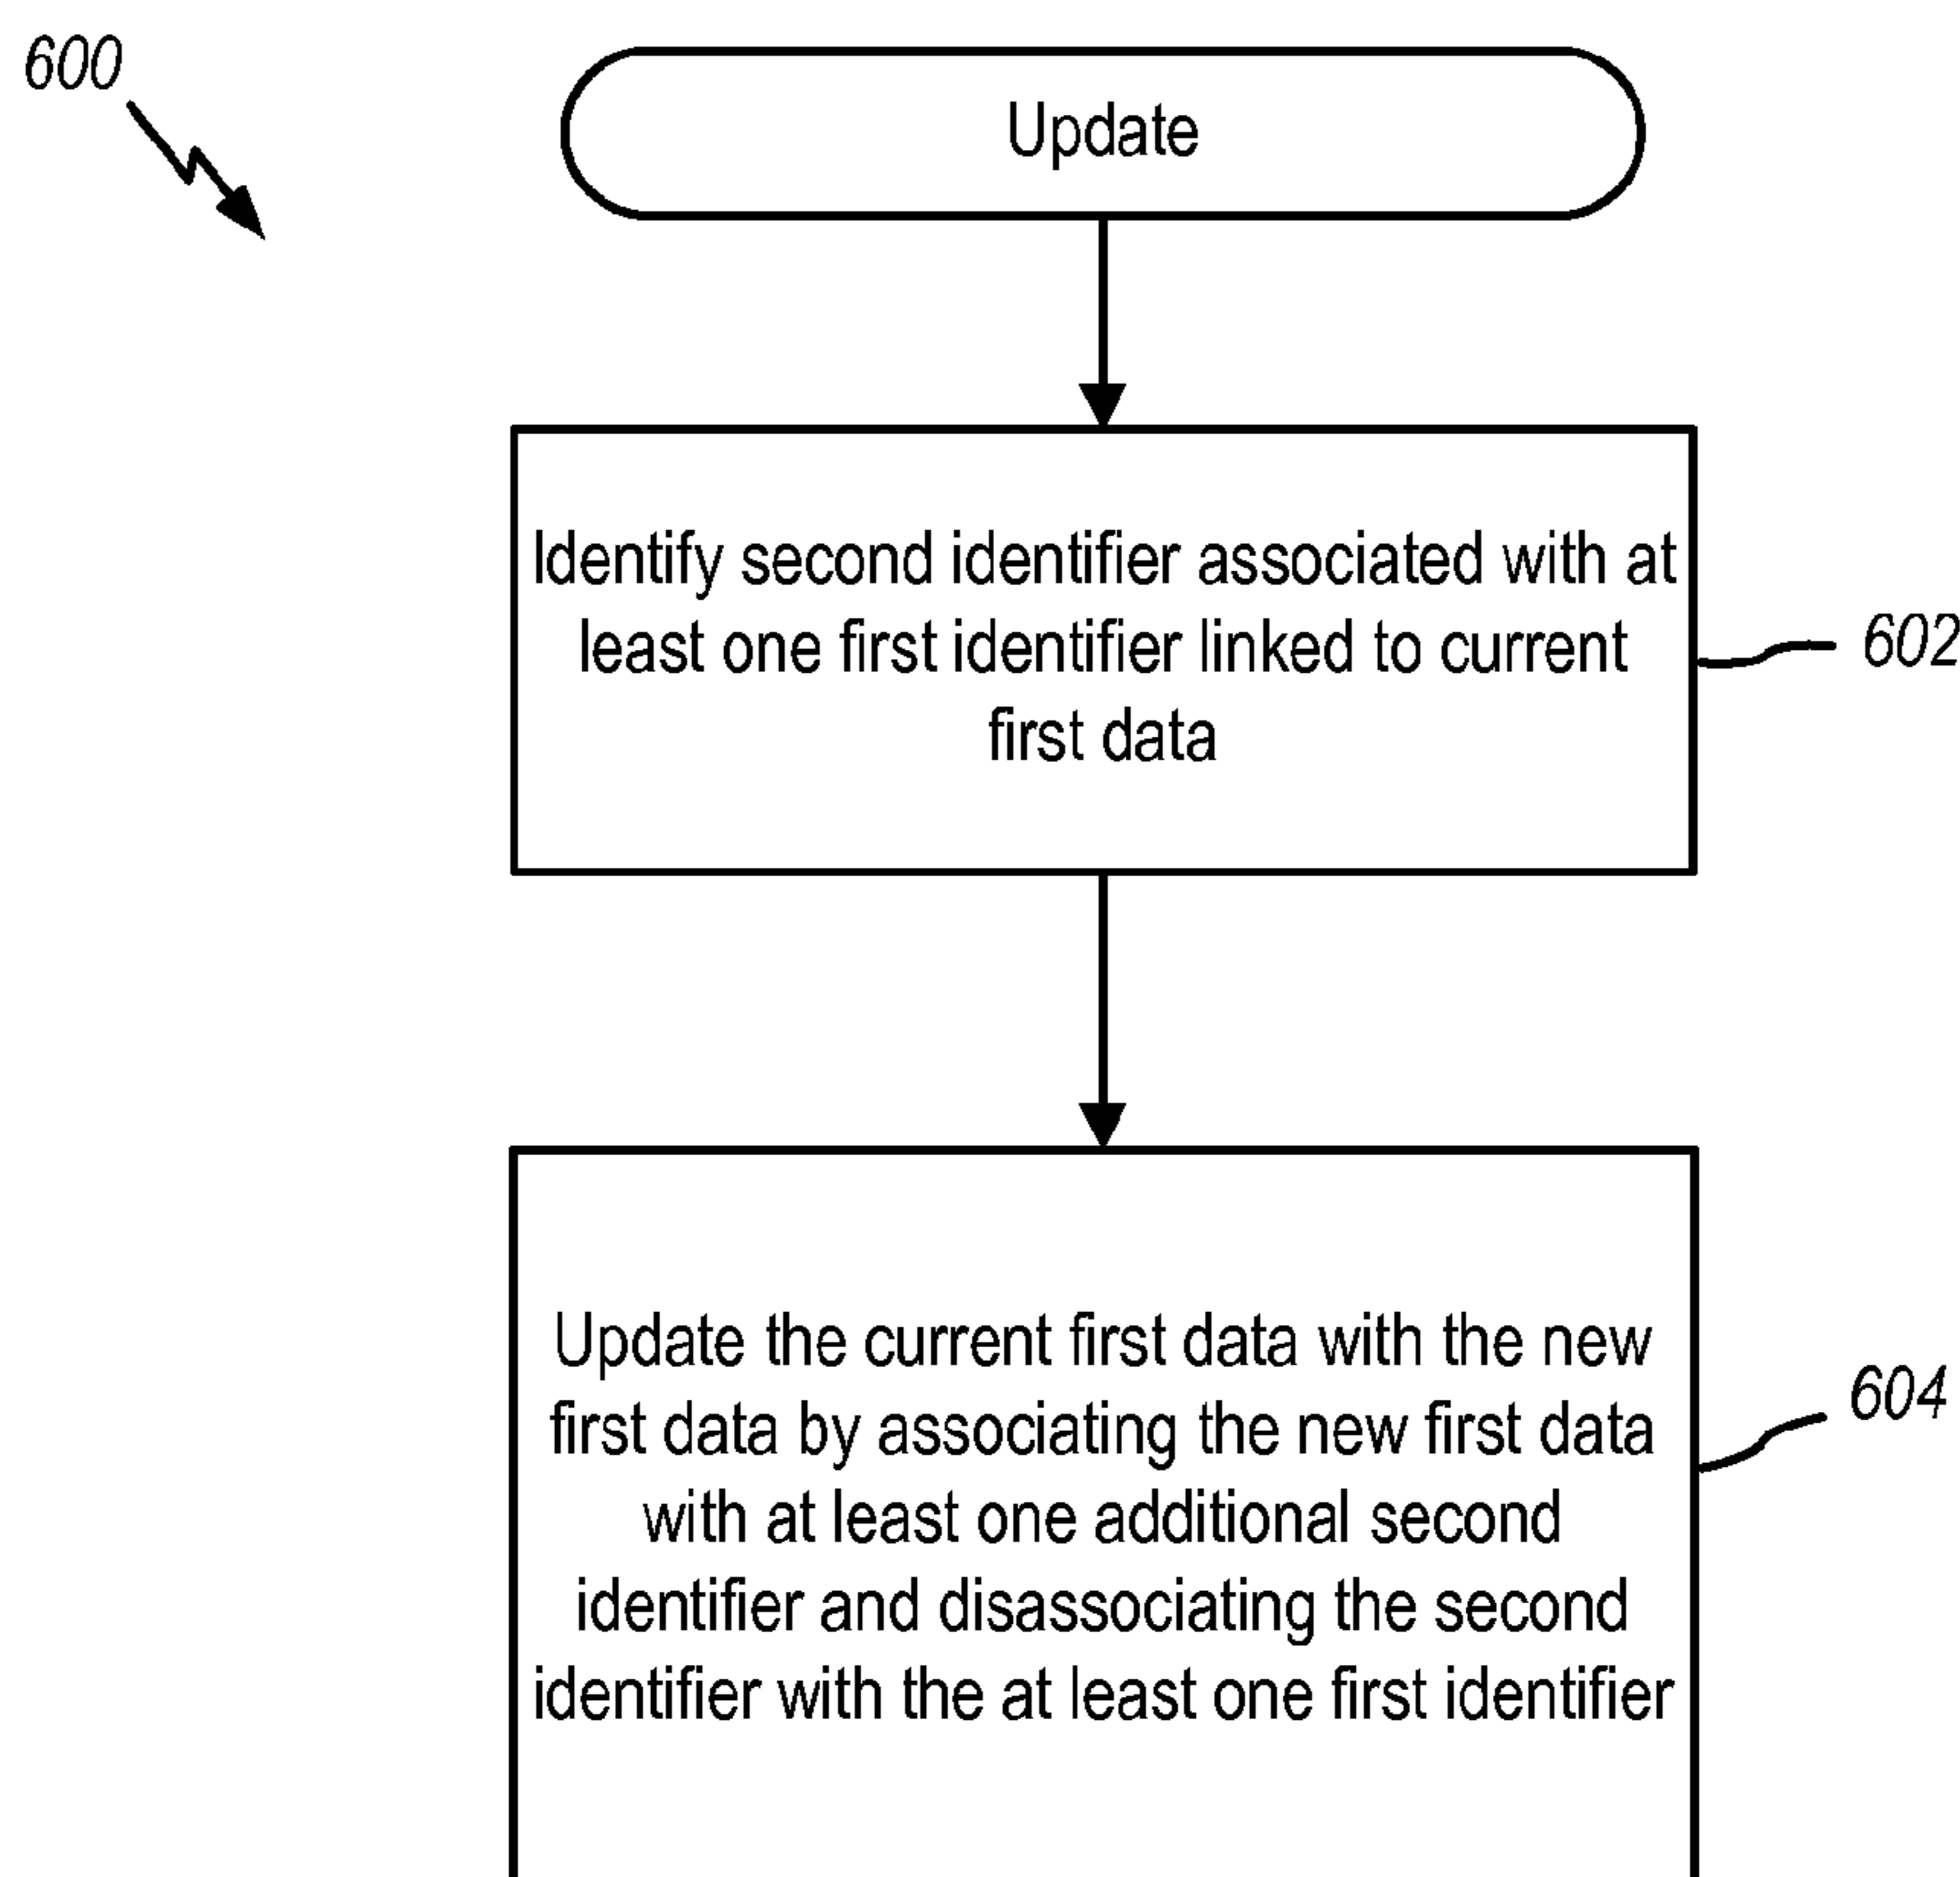 600
Update
Identify second identifier associated with at
least one first identifier linked to current
first data
602
Update the current first data with the new
first data by associating the new first data
with at least one additional second
identifier and disassociating the second
identifier with the at least one first identifier
604